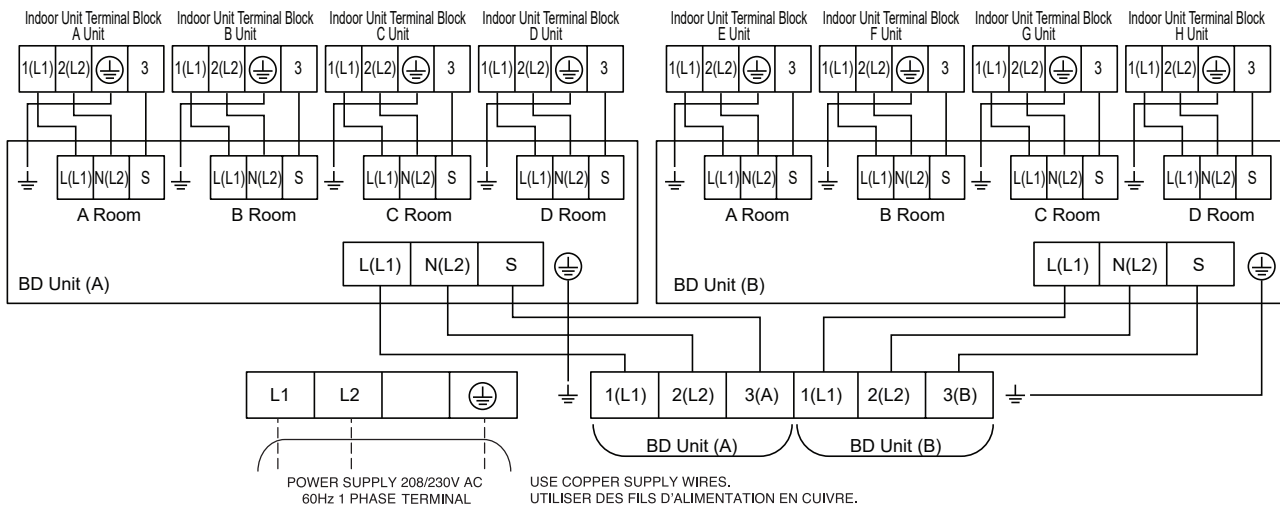 Indoor Unit Terminal Block Indoor Unit Terminal Block Indoor Unit Terminal Block Indoor Unit Terminal Block Indoor Unit Terminal Block Indoor Unit Terminal Block Indoor Unit Terminal Block Indoor Unit Terminal Block
A Unit B Unit C Unit D Unit E Unit F Unit G Unit H Unit
1(L1) 2(L2) 3 1(L1) 2(L2) 3 1(L1) 2(L2) 3 1(L1) 2(L2) 3 1(L1) 2(L2) 3 1(L1) 2(L2) 3 1(L1) 2(L2) 3 1(L1) 2(L2) 3
L(L1) N(L2) S L(L1) N(L2) S L(L1) N(L2) S L(L1) N(L2) S L(L1) N(L2) S L(L1) N(L2) S L(L1) N(L2) S L(L1) N(L2) S
A Room B Room C Room D Room A Room B Room C Room D Room
L(L1) N(L2) S L(L1) N(L2) S
BD Unit (A) BD Unit (B)
L1 L2 1(L1) 2(L2) 3(A) 1(L1) 2(L2) 3(B)
BD Unit (A) BD Unit (B)
POWER SUPPLY 208/230V AC USE COPPER SUPPLY WIRES.
60Hz 1 PHASE TERMINAL UTILISER DES FILS D'ALIMENTATION EN CUIVRE.